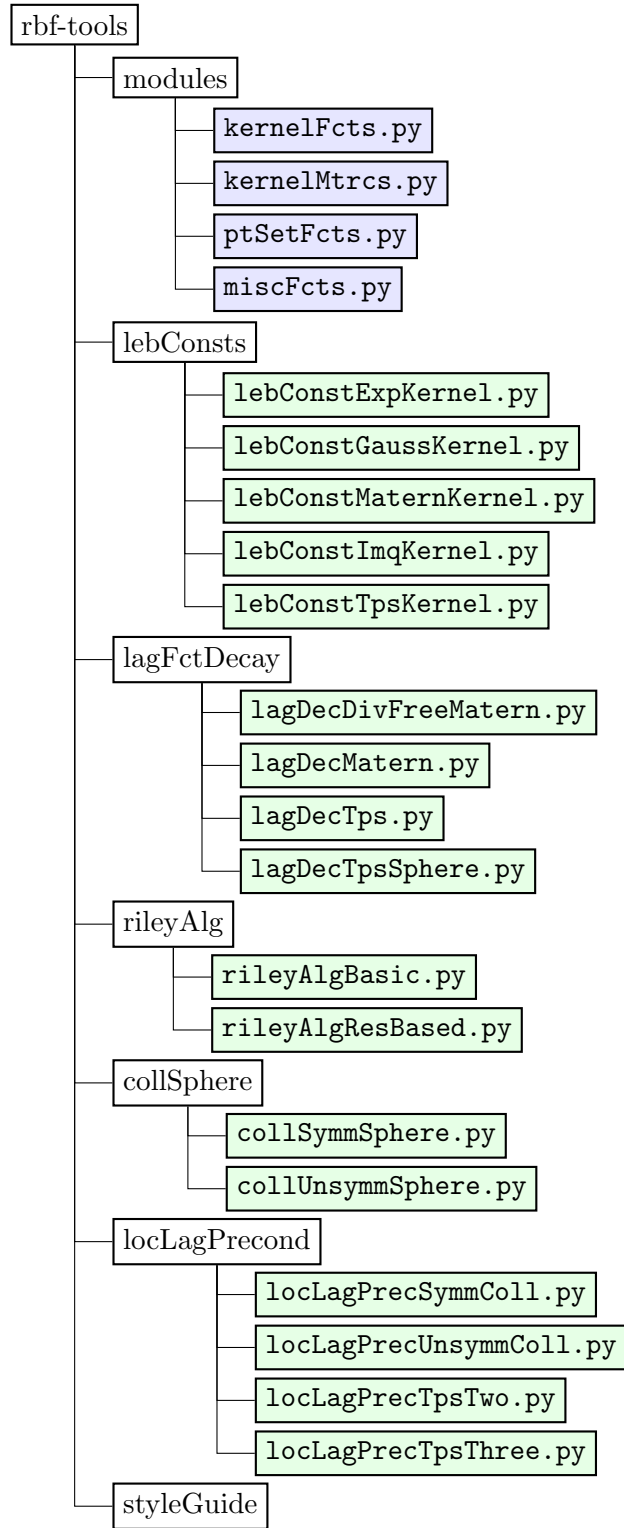 rbf-tools
modules
kernelFcts.py
kernelMtrcs.py
ptSetFcts.py
miscFcts.py
lebConsts
lebConstExpKernel.py
lebConstGaussKernel.py
lebConstMaternKernel.py
lebConstImqKernel.py
lebConstTpsKernel.py
lagFctDecay
lagDecDivFreeMatern.py
lagDecMatern.py
lagDecTps.py
lagDecTpsSphere.py
rileyAlg
rileyAlgBasic.py
rileyAlgResBased.py
collSphere
collSymmSphere.py
collUnsymmSphere.py
locLagPrecond
locLagPrecSymmColl.py
locLagPrecUnsymmColl.py
locLagPrecTpsTwo.py
locLagPrecTpsThree.py
styleGuide